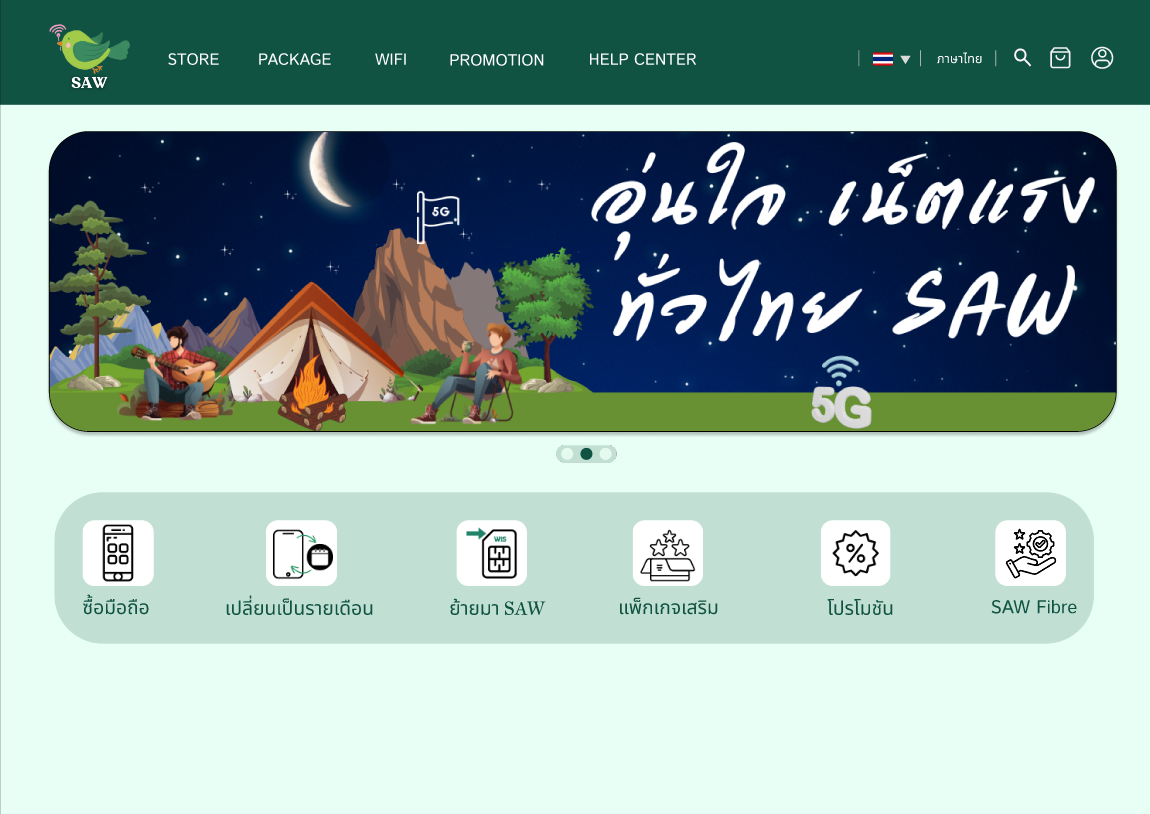 SAW
STORE PACKAGE WIFI PROMOTION HELP CENTER ภาษาไทย
5G
อุ่นใจ เน็ตแรง
ทั่วไทย SAW
5G
WIS
ซื้อมือถือ เปลี่ยนเป็นรายเดือน ย้ายมา SAW แพ็กเกจเสริม โปรโมชัน SAW Fibre